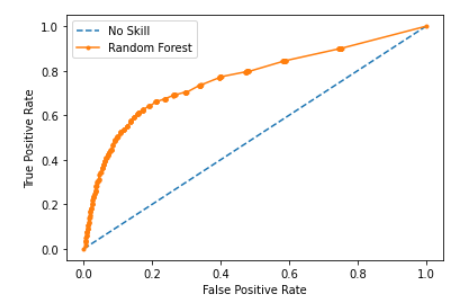 1.0
0.8
0.6
0.4
0.2
0.0
True Positive Rate
No Skill
Random Forest
0.0 0.2 0.4 0.6 0.8 1.0
False Positive Rate